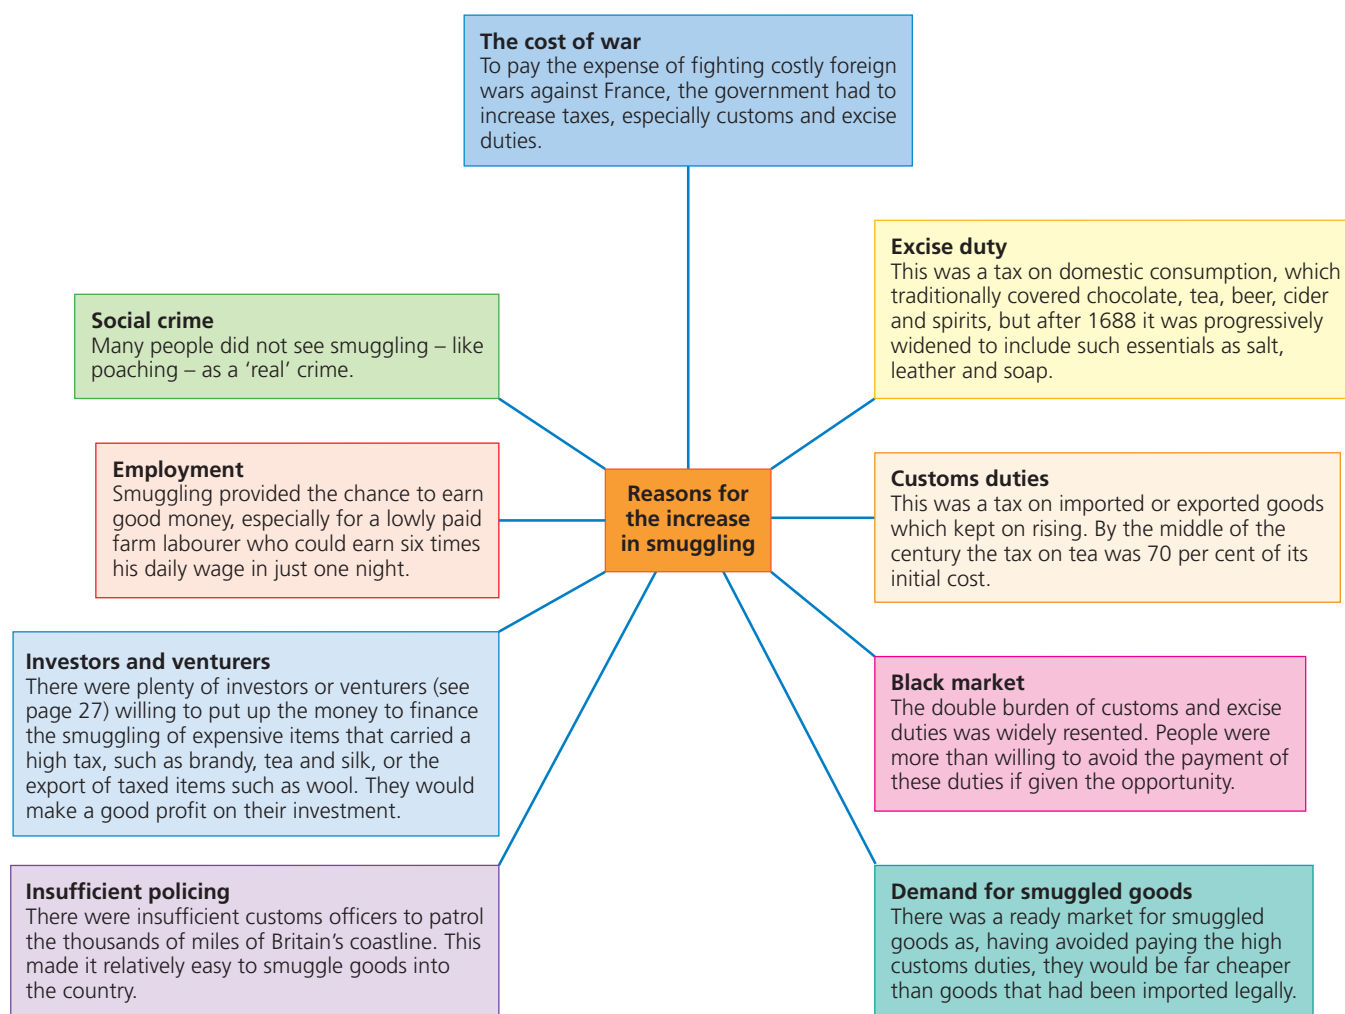 The cost of war
To pay the expense of fighting costly foreign
wars against France, the government had to
increase taxes, especially customs and excise
duties.
Excise duty
This was a tax on domestic consumption, which
traditionally covered chocolate, tea, beer, cider
and spirits, but after 1688 it was progressively
widened to include such essentials as salt,
leather and soap.
Social crime
Many people did not see smuggling – like
poaching – as a ‘real’ crime.
Employment
Smuggling provided the chance to earn
good money, especially for a lowly paid
farm labourer who could earn six times
his daily wage in just one night.
Reasons for
the increase
in smuggling
Customs duties
This was a tax on imported or exported goods
which kept on rising. By the middle of the
century the tax on tea was 70 per cent of its
initial cost.
Investors and venturers
There were plenty of investors or venturers (see
page 27) willing to put up the money to finance
the smuggling of expensive items that carried a
high tax, such as brandy, tea and silk, or the
export of taxed items such as wool. They would
make a good profit on their investment.
Black market
The double burden of customs and excise
duties was widely resented. People were
more than willing to avoid the payment of
these duties if given the opportunity.
Insufficient policing
There were insufficient customs officers to patrol
the thousands of miles of Britain’s coastline. This
made it relatively easy to smuggle goods into
the country.
Demand for smuggled goods
There was a ready market for smuggled
goods as, having avoided paying the high
customs duties, they would be far cheaper
than goods that had been imported legally.